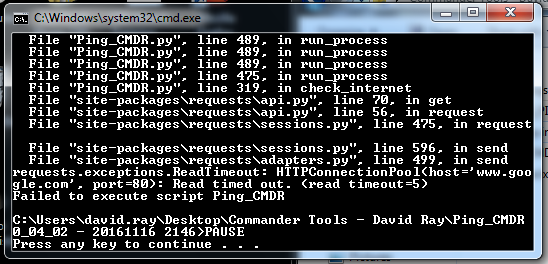 C:\Windows\system32\cmd.exe
File "Ping_CMDR.py", line 489, in run_process
File "Ping_CMDR.py", line 489, in run_process
File "Ping_CMDR.py", line 489, in run_process
File "Ping_CMDR.py", line 475, in run_process
File "Ping_CMDR.py", line 319, in check_internet
File "site-packages\requests\api.py", line 70, in get
File "site-packages\requests\api.py", line 56, in request
File "site-packages\requests\sessions.py", line 475, in request
File "site-packages\requests\sessions.py", line 596, in send
File "site-packages\requests\adapters.py", line 499, in send
requests.exceptions.ReadTimeout: HTTPConnectionPool(host='www.goo
gle.com', port=80): Read timed out. (read timeout=5)
Failed to execute script Ping_CMDR
C:\Users\david.ray\Desktop\Commander Tools - David Ray\Ping_CMDR
0_04_02 - 20161116 2146>PAUSE
Press any key to continue . . .